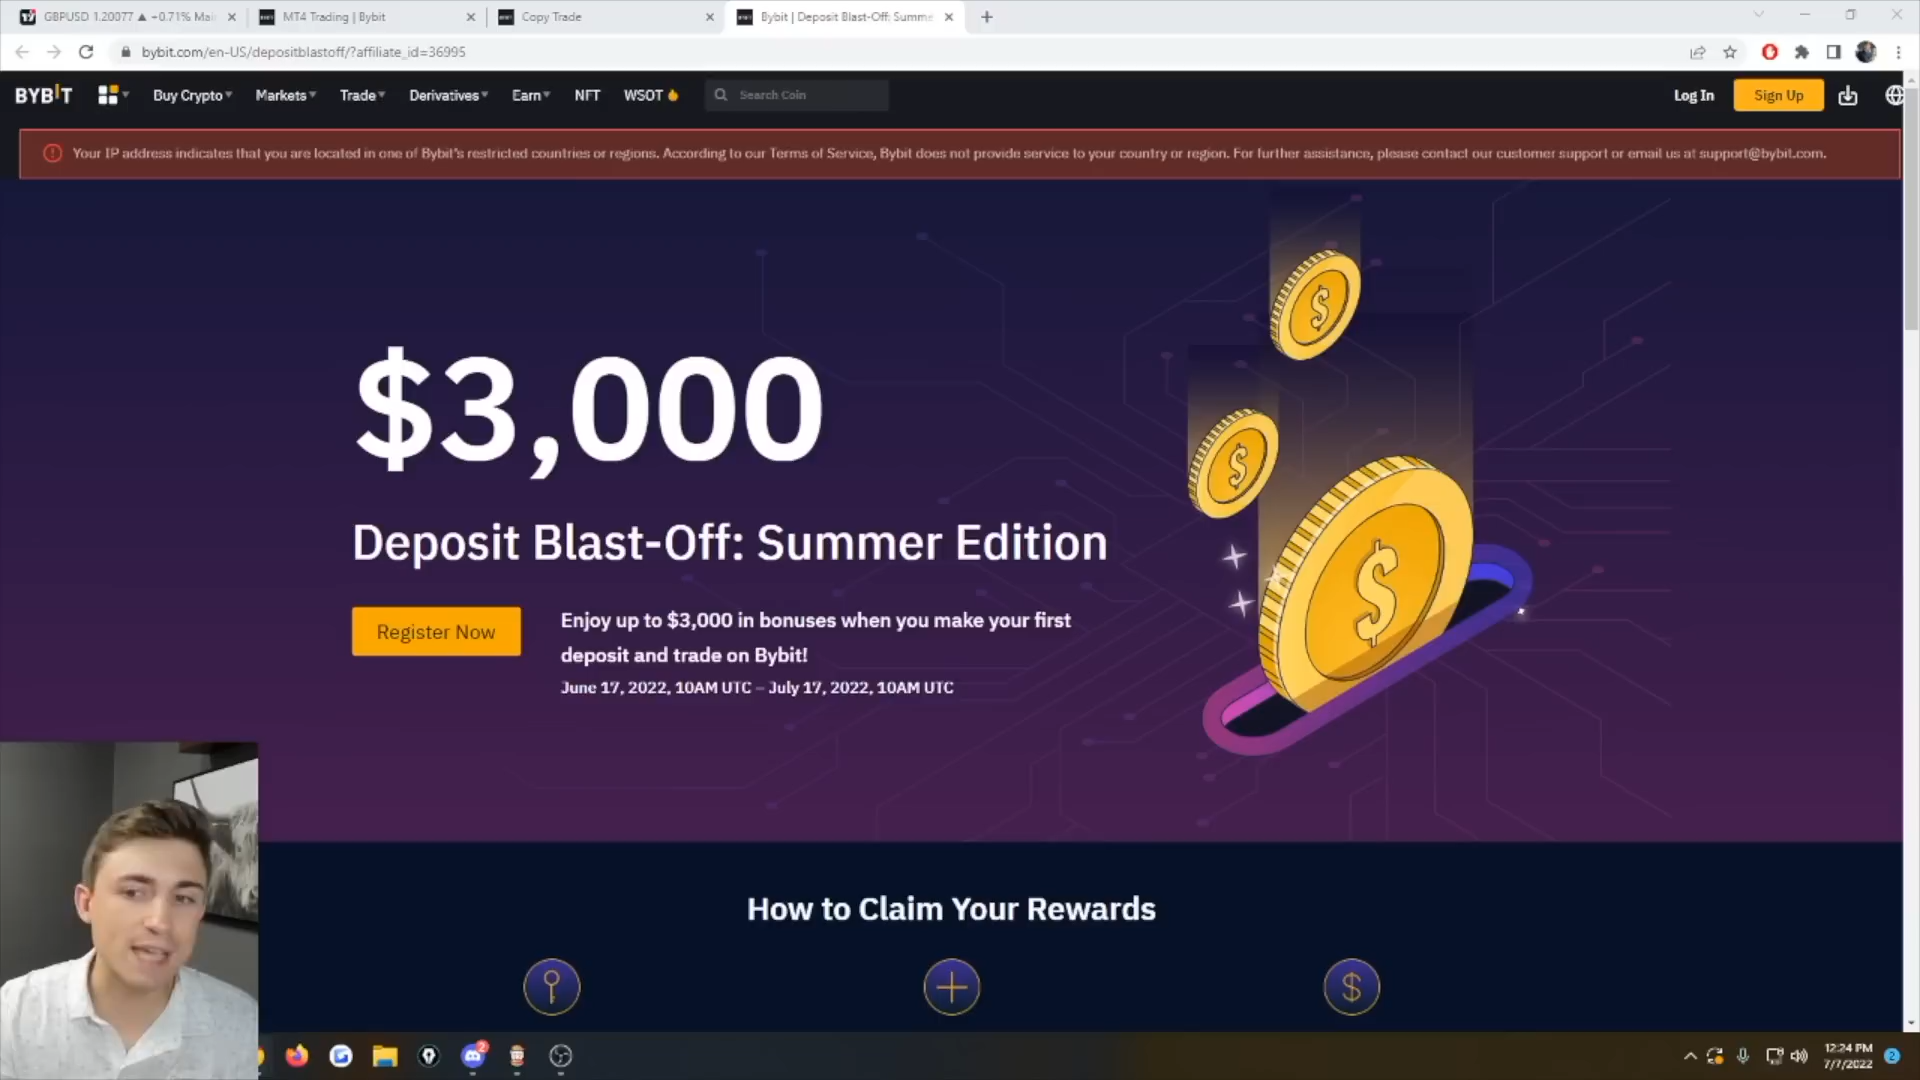 GBPUSD 1.20077 ▲ +0.71% Mai
MT4 Trading | Bybit
Copy Trade
Bybit | Deposit Blast-Off: Summe
bybit.com/en-US/depositblastoff/?affiliate_id=36995
BYBIT
Buy Crypto
Markets
Trade
Derivatives
Earn
NFT
WSOT
Search Coin
Log In
Sign Up
Your IP address indicates that you are located in one of Bybit's restricted countries or regions. According to our Terms of Service, Bybit does not provide service to your country or region. For further assistance, please contact our customer support or email us at support@bybit.com.
$3,000
Deposit Blast-Off: Summer Edition
Register Now
Enjoy up to $3,000 in bonuses when you make your first
deposit and trade on Bybit!
June 17, 2022, 10AM UTC – July 17, 2022, 10AM UTC
How to Claim Your Rewards
2
12:24 PM
7/7/2022
2